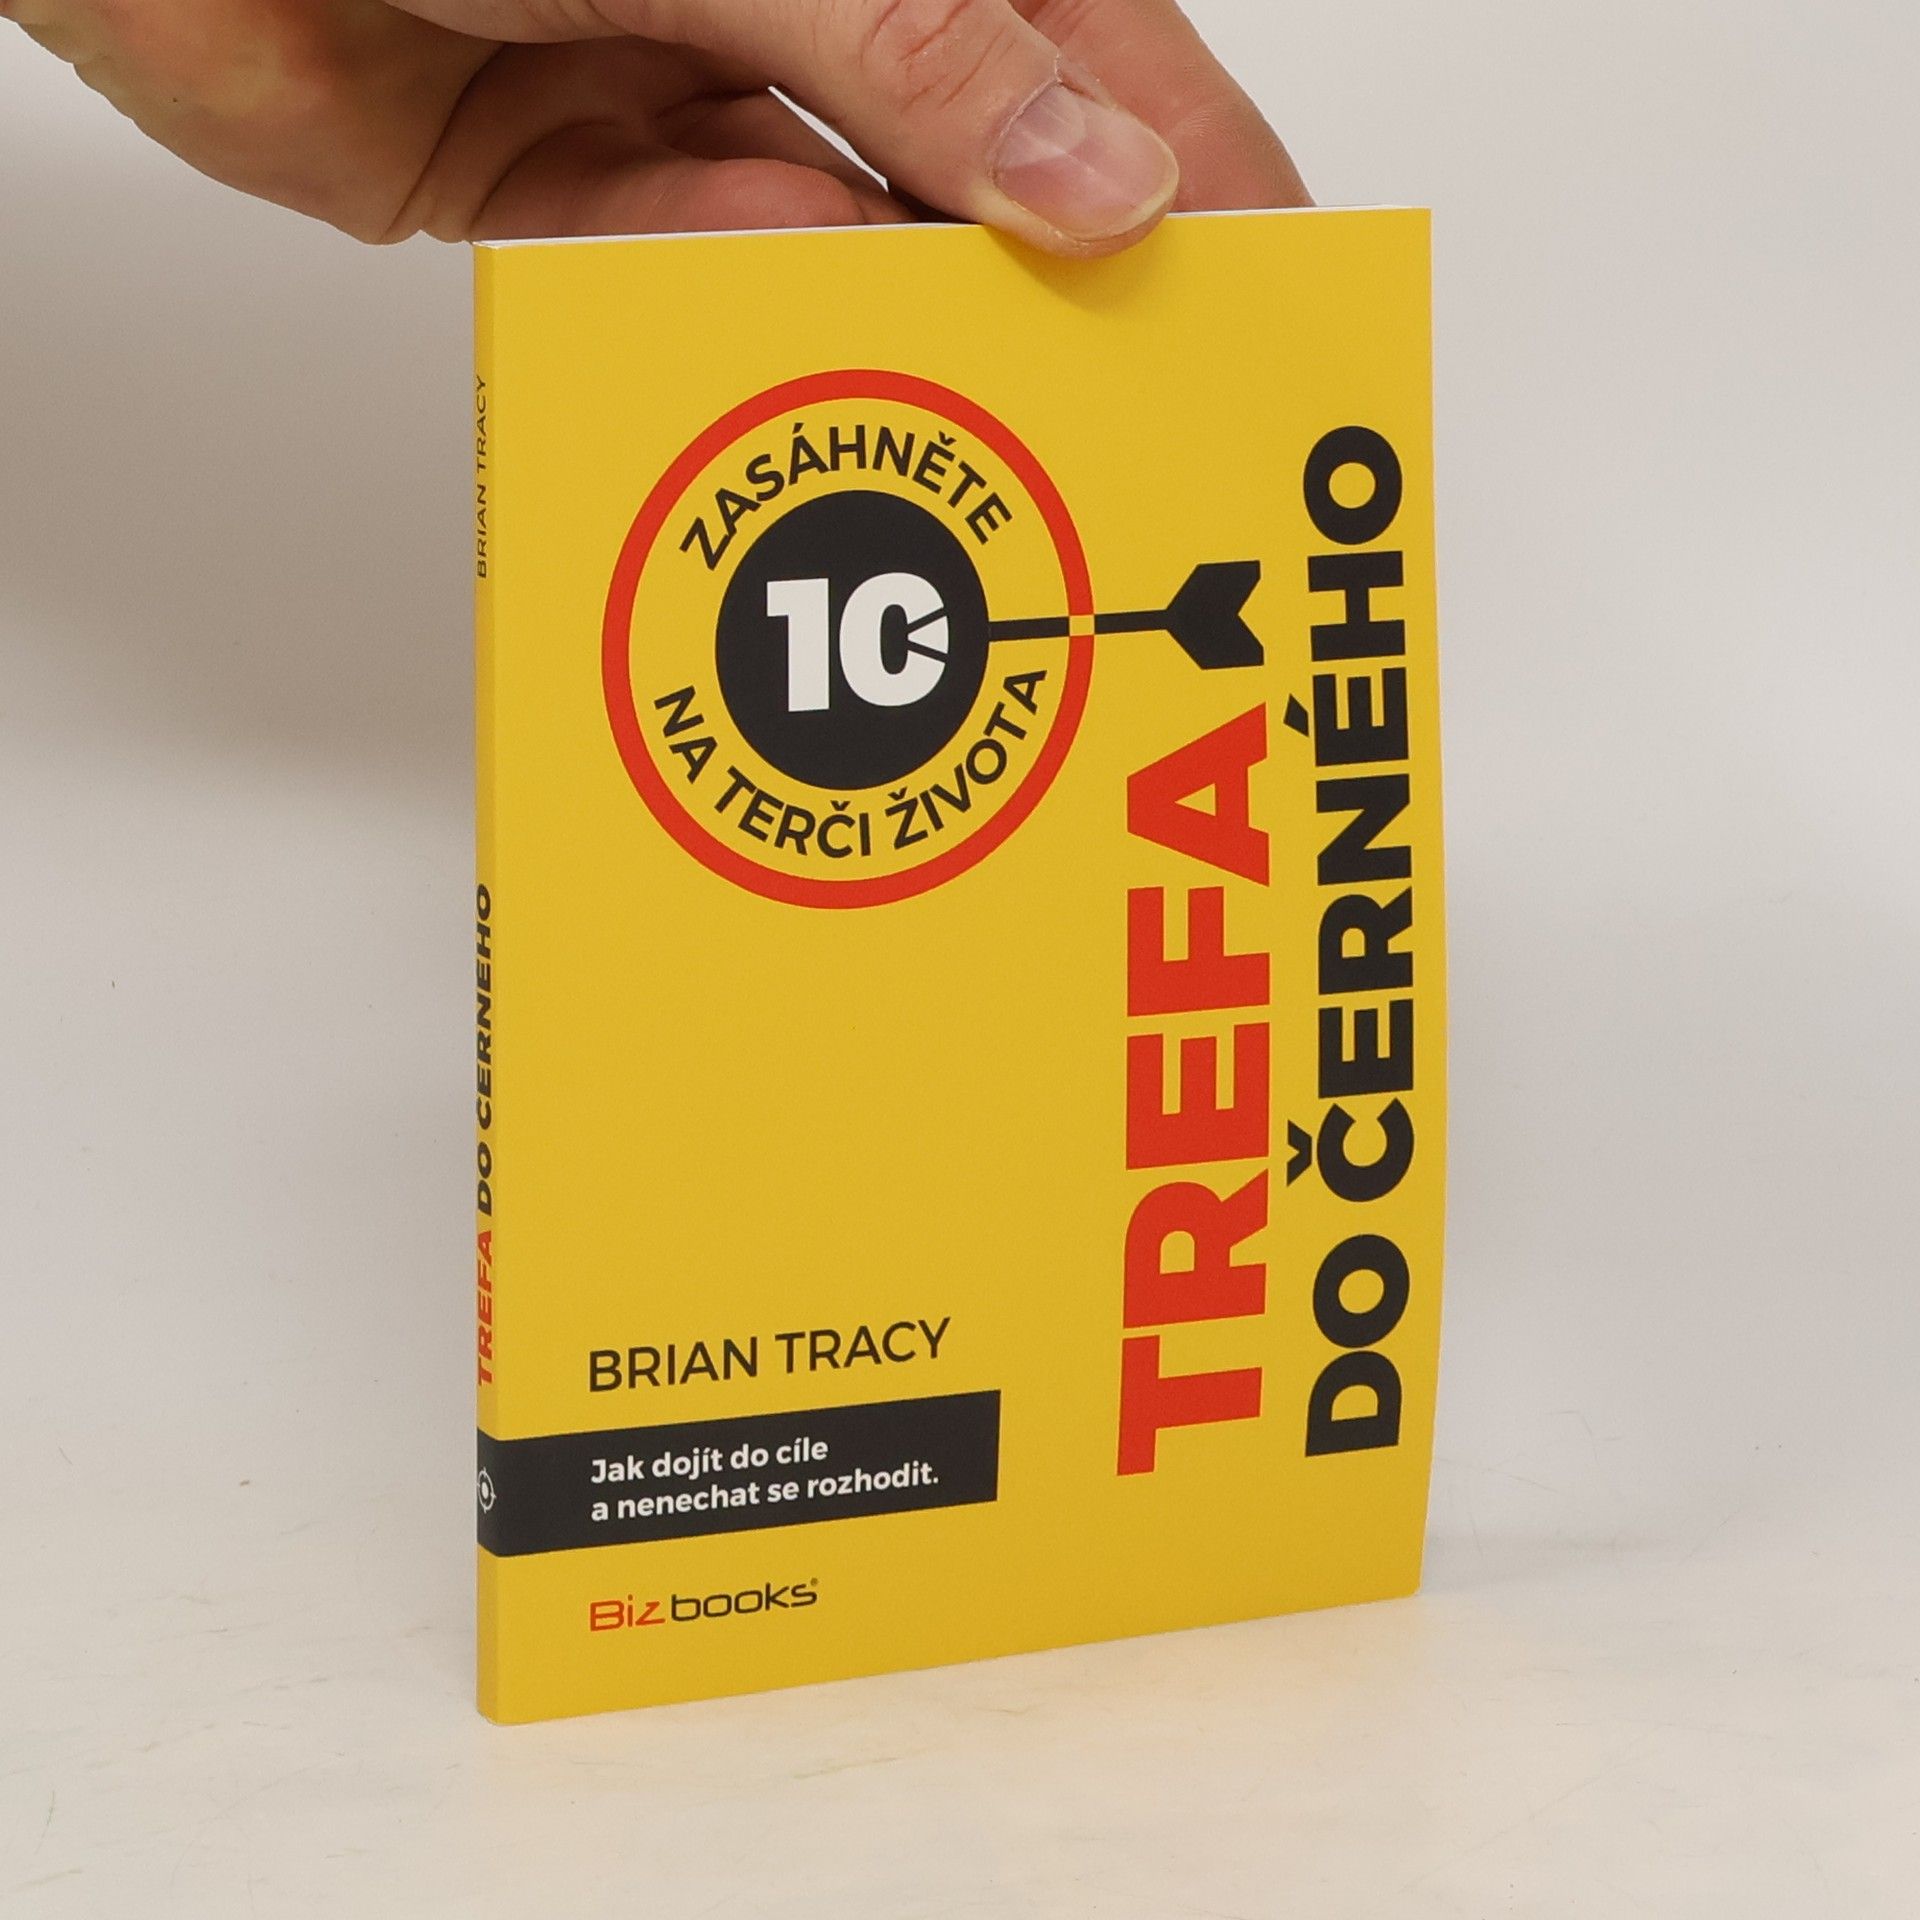 BRIAN TRACY
TREFA DO ČERNÉHO
ZASÁHNĚTE
10
NA TERČI ŽIVOTA
TREFA
DO ČERNÉHO
BRIAN TRACY
Jak dojít do cíle
a nenechat se rozhodit.
Bizbooks®